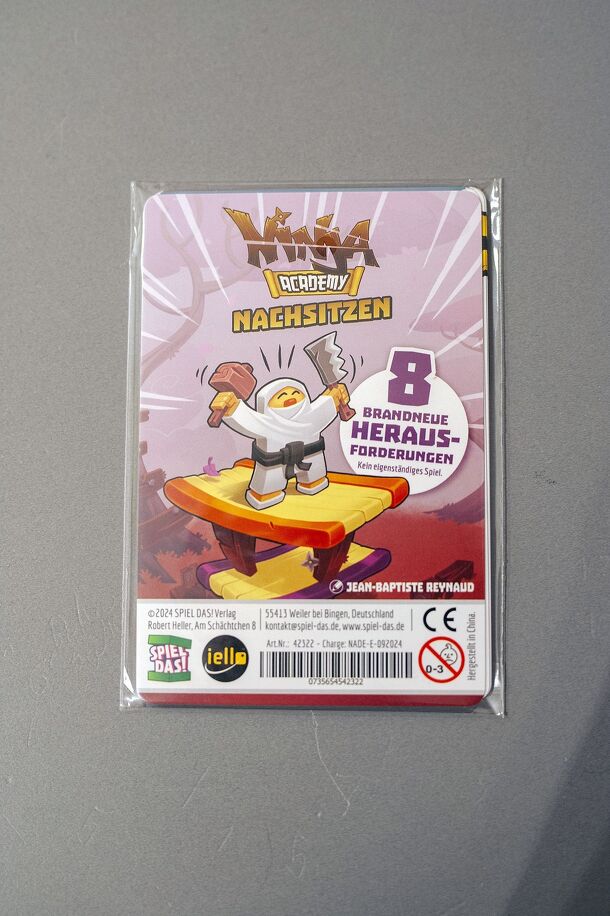 NINJA
ACADEMY
NACHSITZEN
8
BRANDNEUE
HERAUS-
FORDERUNGEN
Kein eigenständiges Spiel.
JEAN-BAPTISTE REYNAUD
©2024 SPIEL DAS! Verlag
Robert Heller, Am Schächtchen 8
55413 Weiler bei Bingen, Deutschland
kontakt@spiel-das.de, www.spiel-das.de
SPIEL
DAS!
iello
Art.Nr.: 42322 - Charge: NADE-E-092024
0735654542322
CE
0-3
Hergestellt in China.